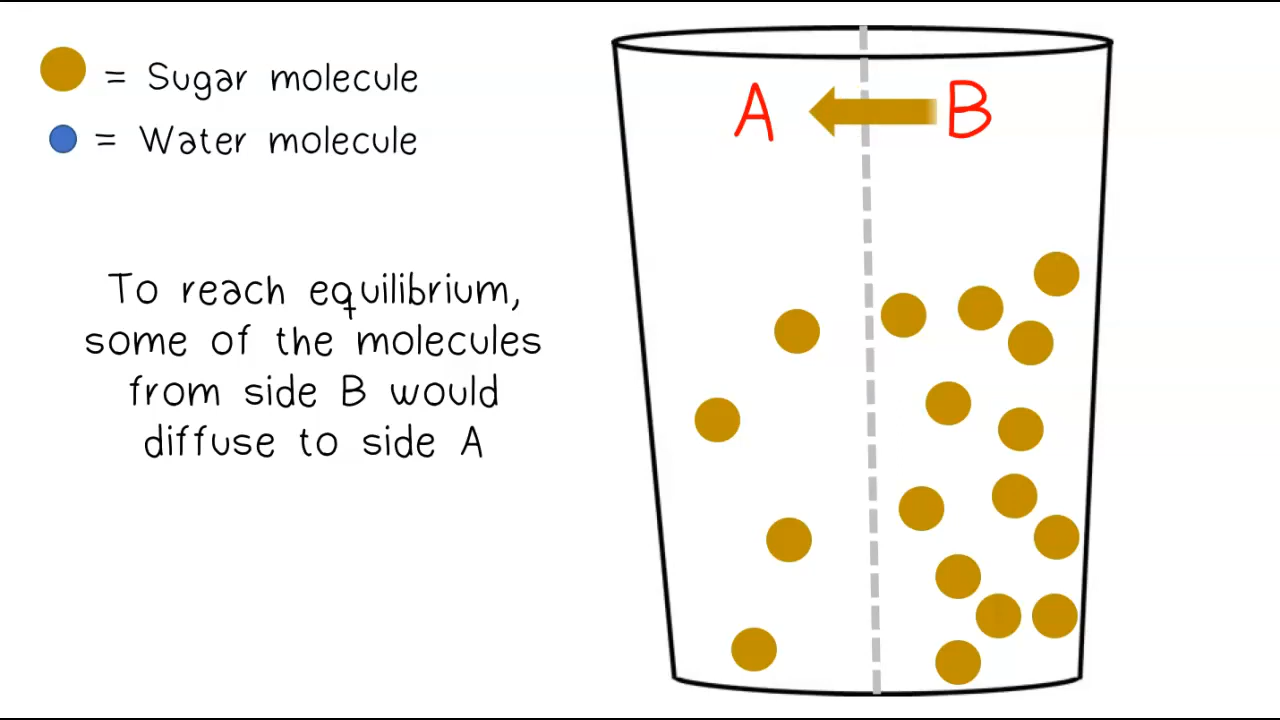 = Sugar molecule
= Water molecule
To reach equilibrium,
some of the molecules
from side B would
diffuse to side A
A B